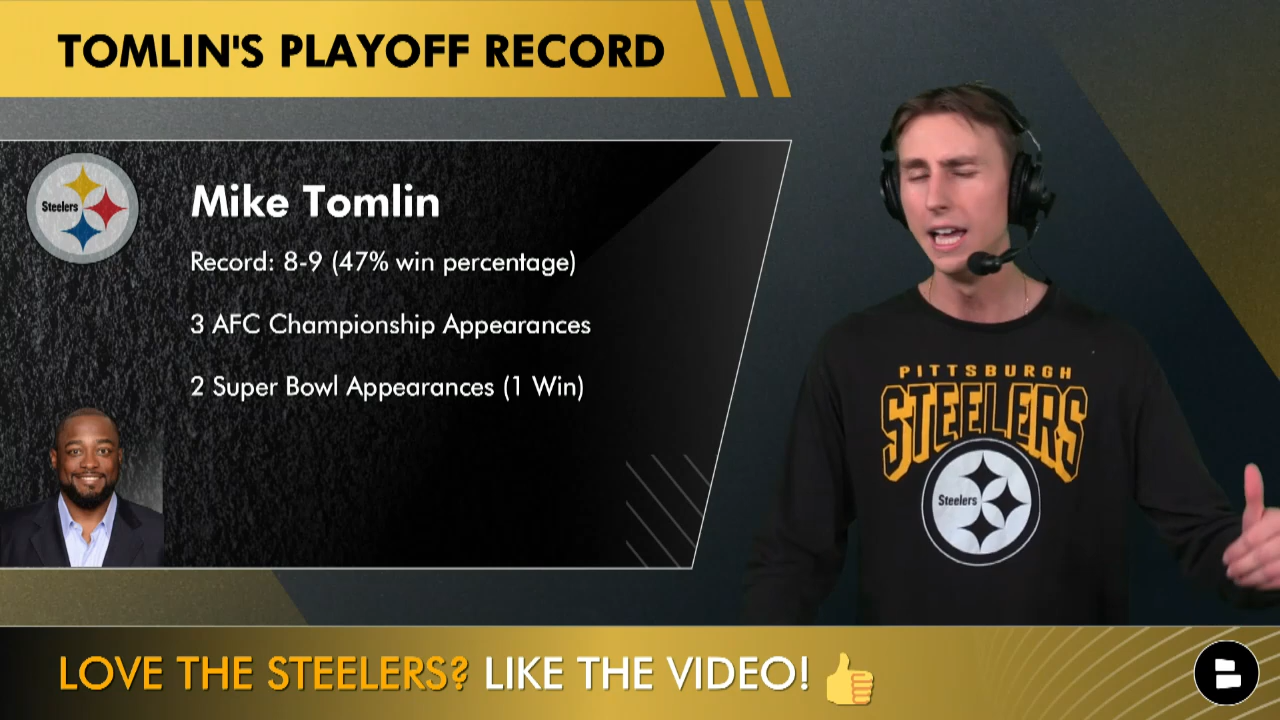 TOMLIN'S PLAYOFF RECORD
Steelers
Mike Tomlin
Record: 8-9 (47% win percentage)
3 AFC Championship Appearances
2 Super Bowl Appearances (1 Win)
PITTSBURGH
STEELERS
Steelers
LOVE THE STEELERS? LIKE THE VIDEO!